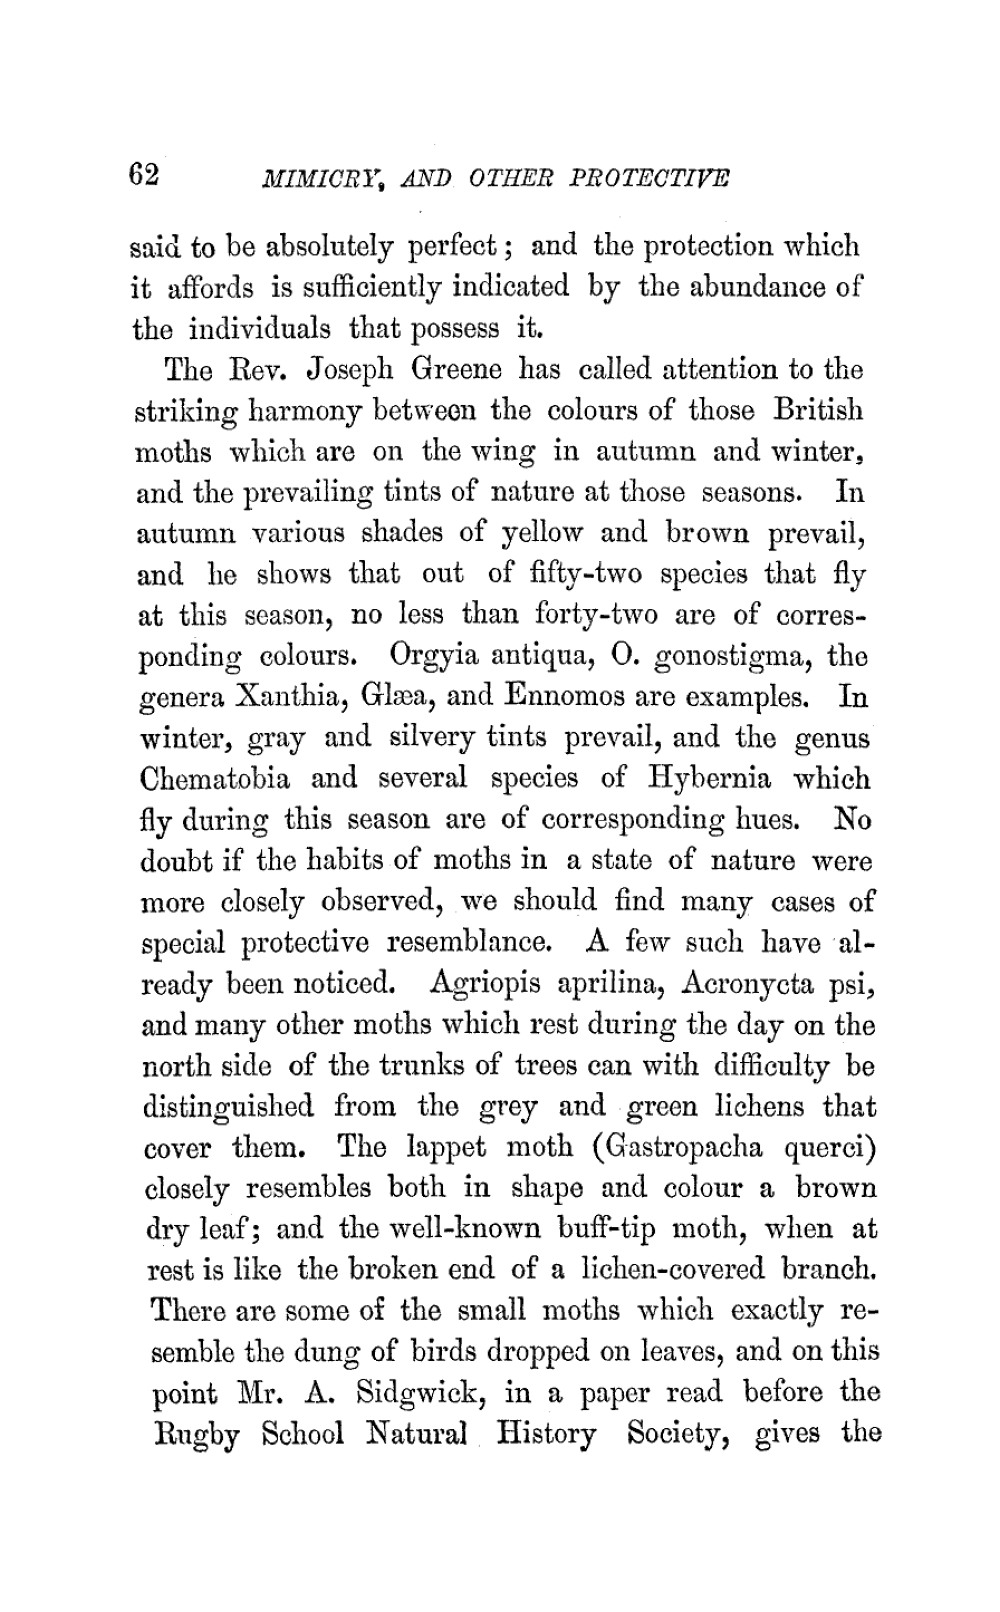 62 MIMICRY, AND OTHER PROTECTIVE
said to be absolutely perfect; and the protection which
it affords is sufficiently indicated by the abundance of
the individuals that possess it.
The Rev. Joseph Greene has called attention to the
striking harmony between the colours of those British
moths which are on the wing in autumn and winter,
and the prevailing tints of nature at those seasons. In
autumn various shades of yellow and brown prevail,
and he shows that out of fifty-two species that fly
at this season, no less than forty-two are of corres-
ponding colours. Orgyia antiqua, O. gonostigma, the
genera Xanthia, Glæa, and Ennomos are examples. In
winter, gray and silvery tints prevail, and the genus
Chematobia and several species of Hybernia which
fly during this season are of corresponding hues. No
doubt if the habits of moths in a state of nature were
more closely observed, we should find many cases of
special protective resemblance. A few such have al-
ready been noticed. Agriopis aprilina, Acronycta psi,
and many other moths which rest during the day on the
north side of the trunks of trees can with difficulty be
distinguished from the grey and green lichens that
cover them. The lappet moth (Gastropacha querci)
closely resembles both in shape and colour a brown
dry leaf; and the well-known buff-tip moth, when at
rest is like the broken end of a lichen-covered branch.
There are some of the small moths which exactly re-
semble the dung of birds dropped on leaves, and on this
point Mr. A. Sidgwick, in a paper read before the
Rugby School Natural History Society, gives the